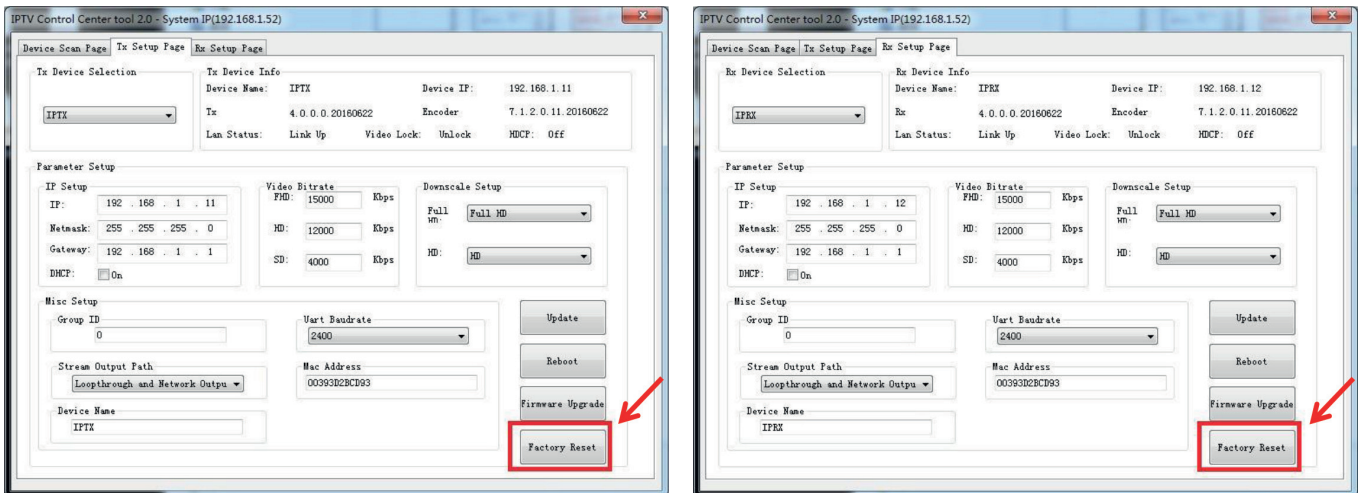 IPTV Control Center tool 2.0 - System IP(192.168.1.52)
Device Scan Page Tx Setup Page Rx Setup Page
Tx Device Selection
IPTX
Tx Device Info
Device Name: IPTX Device IP: 192.168.1.11
Tx 4.0.0.0.20160622 Encoder 7.1.2.0.11.20160622
Lan Status: Link Up Video Lock: Unlock HDCP: Off
Parameter Setup
IP Setup
IP: 192 . 168 . 1 . 11
Netmask: 255 . 255 . 255 . 0
Gateway: 192 . 168 . 1 . 1
DHCP: On
Video Bitrate
FHD: 15000 Kbps
HD: 12000 Kbps
SD: 4000 Kbps
Downscale Setup
Full Full HD
HD: HD
Misc Setup
Group ID
0
Uart Baudrate
2400
Stream Output Path
Loopthrough and Network Outpu
Mac Address
00393D2BCD93
Device Name
IPTX
Update
Reboot
Firmware Upgrade
Factory Reset
IPTV Control Center tool 2.0 - System IP(192.168.1.52)
Device Scan Page Tx Setup Page Rx Setup Page
Rx Device Selection
IPRX
Rx Device Info
Device Name: IPRX Device IP: 192.168.1.12
Rx 4.0.0.0.20160622 Encoder 7.1.2.0.11.20160622
Lan Status: Link Up Video Lock: Unlock HDCP: Off
Parameter Setup
IP Setup
IP: 192 . 168 . 1 . 12
Netmask: 255 . 255 . 255 . 0
Gateway: 192 . 168 . 1 . 1
DHCP: On
Video Bitrate
FHD: 15000 Kbps
HD: 12000 Kbps
SD: 4000 Kbps
Downscale Setup
Full Full HD
HD: HD
Misc Setup
Group ID
0
Uart Baudrate
2400
Stream Output Path
Loopthrough and Network Outpu
Mac Address
00393D2BCD93
Device Name
IPRX
Update
Reboot
Firmware Upgrade
Factory Reset